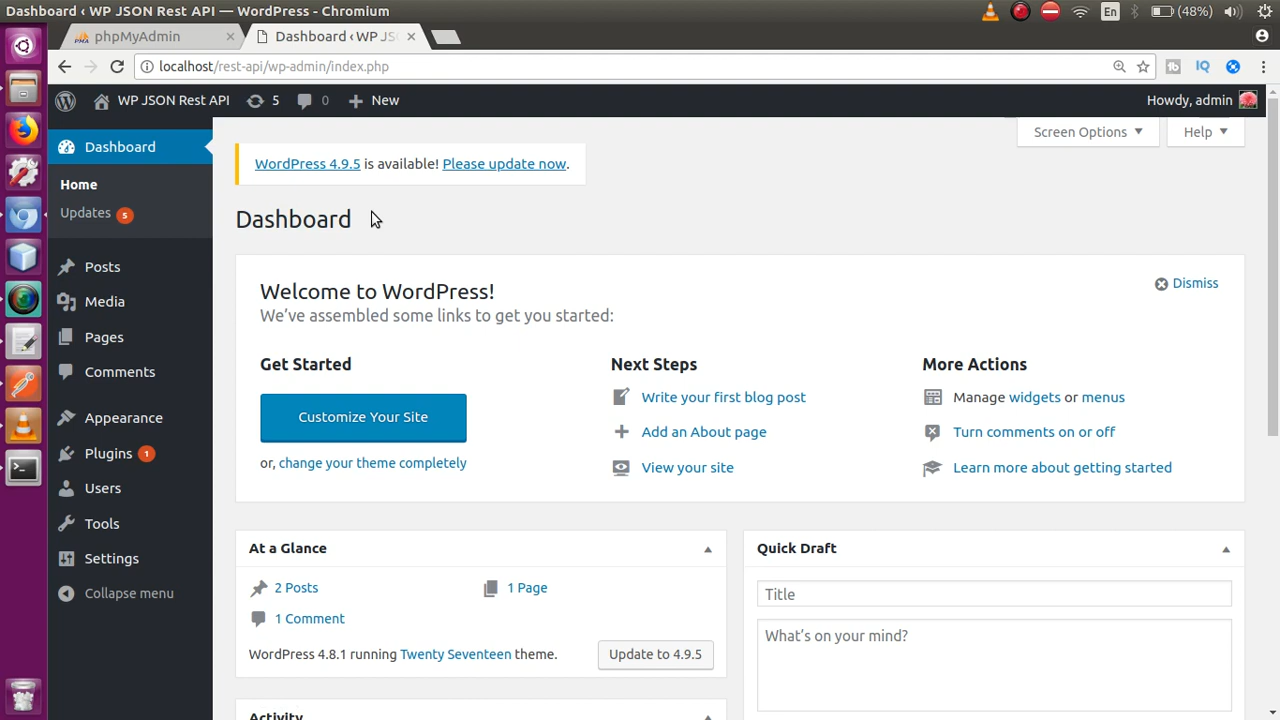 Dashboard ‹ WP JSON Rest API — WordPress - Chromium
En
(48%)
phpMyAdmin
Dashboard ‹ WP JS
localhost/rest-api/wp-admin/index.php
IQ
WP JSON Rest API
5
0
New
Howdy, admin
Dashboard
Home
Updates 5
Posts
Media
Pages
Comments
Appearance
Plugins 1
Users
Tools
Settings
Collapse menu
Screen Options
Help
WordPress 4.9.5 is available! Please update now.
Dashboard
Welcome to WordPress!
We’ve assembled some links to get you started:
Dismiss
Get Started
Customize Your Site
or, change your theme completely
Next Steps
Write your first blog post
Add an About page
View your site
More Actions
Manage widgets or menus
Turn comments on or off
Learn more about getting started
At a Glance
2 Posts
1 Page
1 Comment
WordPress 4.8.1 running Twenty Seventeen theme.
Update to 4.9.5
Activity
Quick Draft
Title
What’s on your mind?